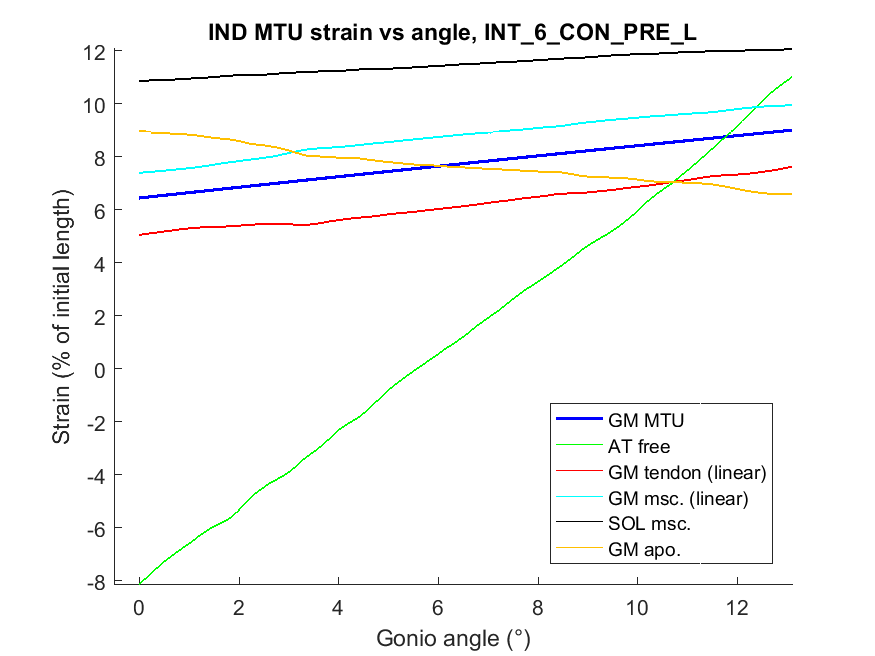 IND MTU strain vs angle, INT_6_CON_PRE_L
Strain (% of initial length)
12
10
8
6
4
2
0
-2
-4
-6
-8
0 2 4 6 8 10 12
Gonio angle (°)
GM MTU
AT free
GM tendon (linear)
GM msc. (linear)
SOL msc.
GM apo.